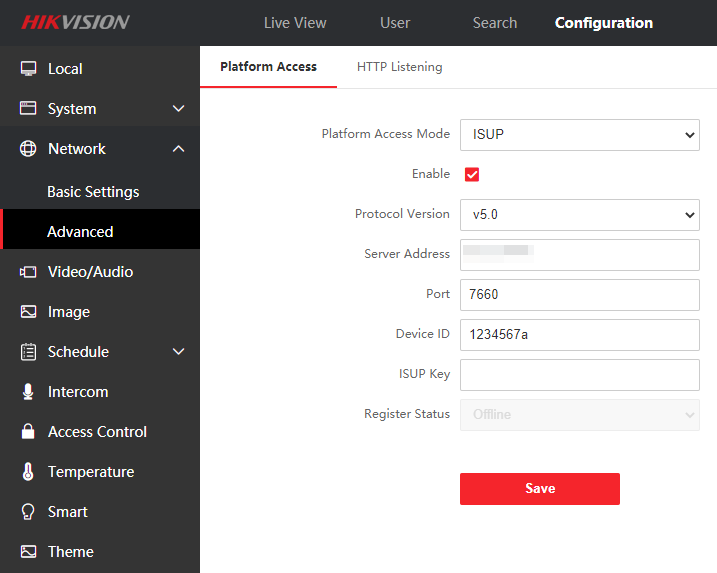 HIKVISION
Live View User Search Configuration
Local
System
Network
Basic Settings
Advanced
Video/Audio
Image
Schedule
Intercom
Access Control
Temperature
Smart
Theme
Platform Access HTTP Listening
Platform Access Mode ISUP
Enable
Protocol Version v5.0
Server Address
Port 7660
Device ID 1234567a
ISUP Key
Register Status Offline
Save